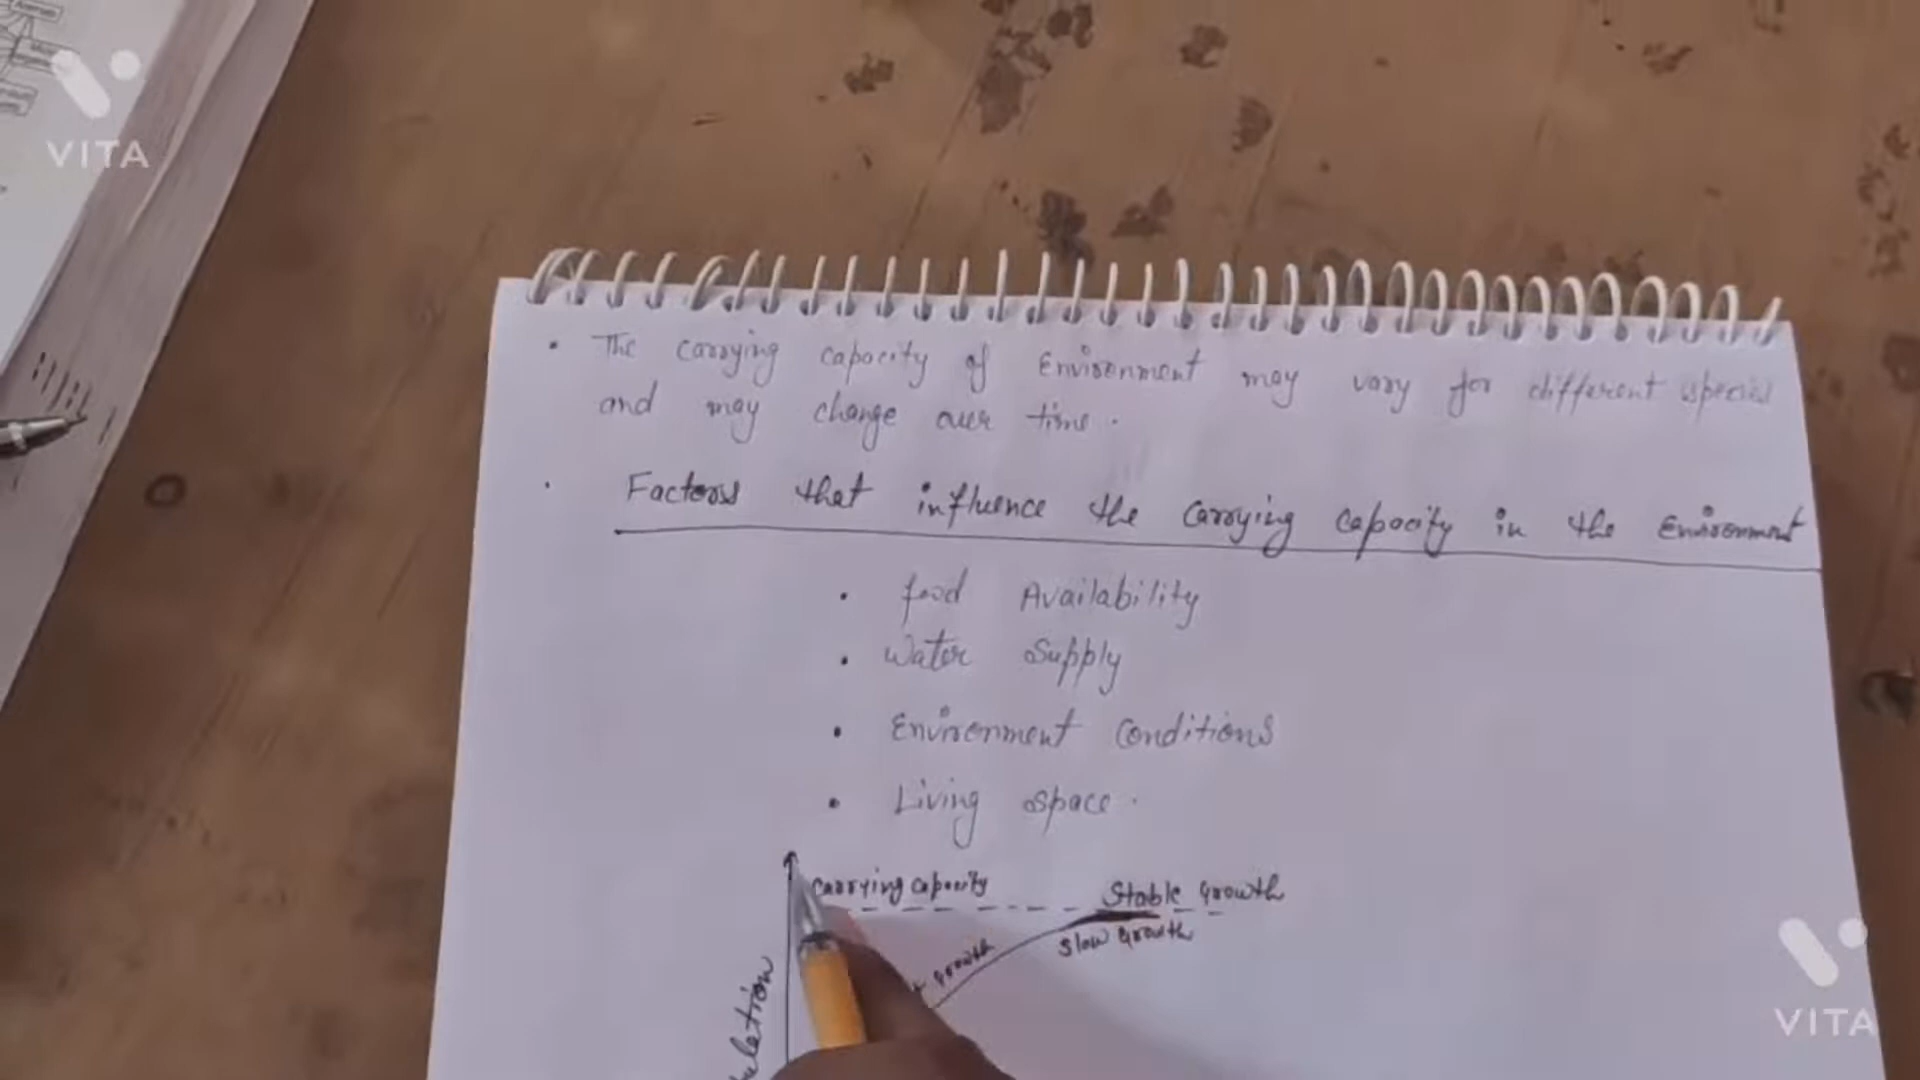 VITA
• The carrying capacity of Environment may vary for different species
and may change over time.
• Factors that influence the carrying capacity in the Environment
• food Availability
• Water Supply
• Environment Conditions
• Living space.
carrying capacity
Stable Growth
Slow Growth
growth
VITA